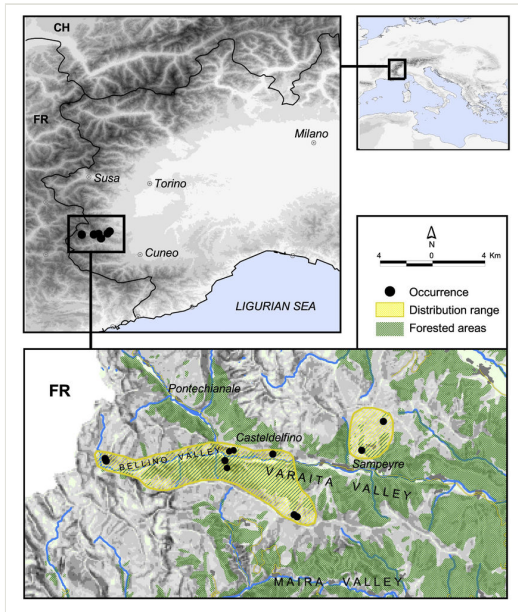 CH
FR
Milano
Susa
Torino
Cuneo
LIGURIAN SEA
N
4 0 4 Km
Occurrence
Distribution range
Forested areas
FR
Pontechianale
Casteldelfino
BELLINO VALLEY
Sampeyre
VARAITA VALLEY
MAIRA VALLEY